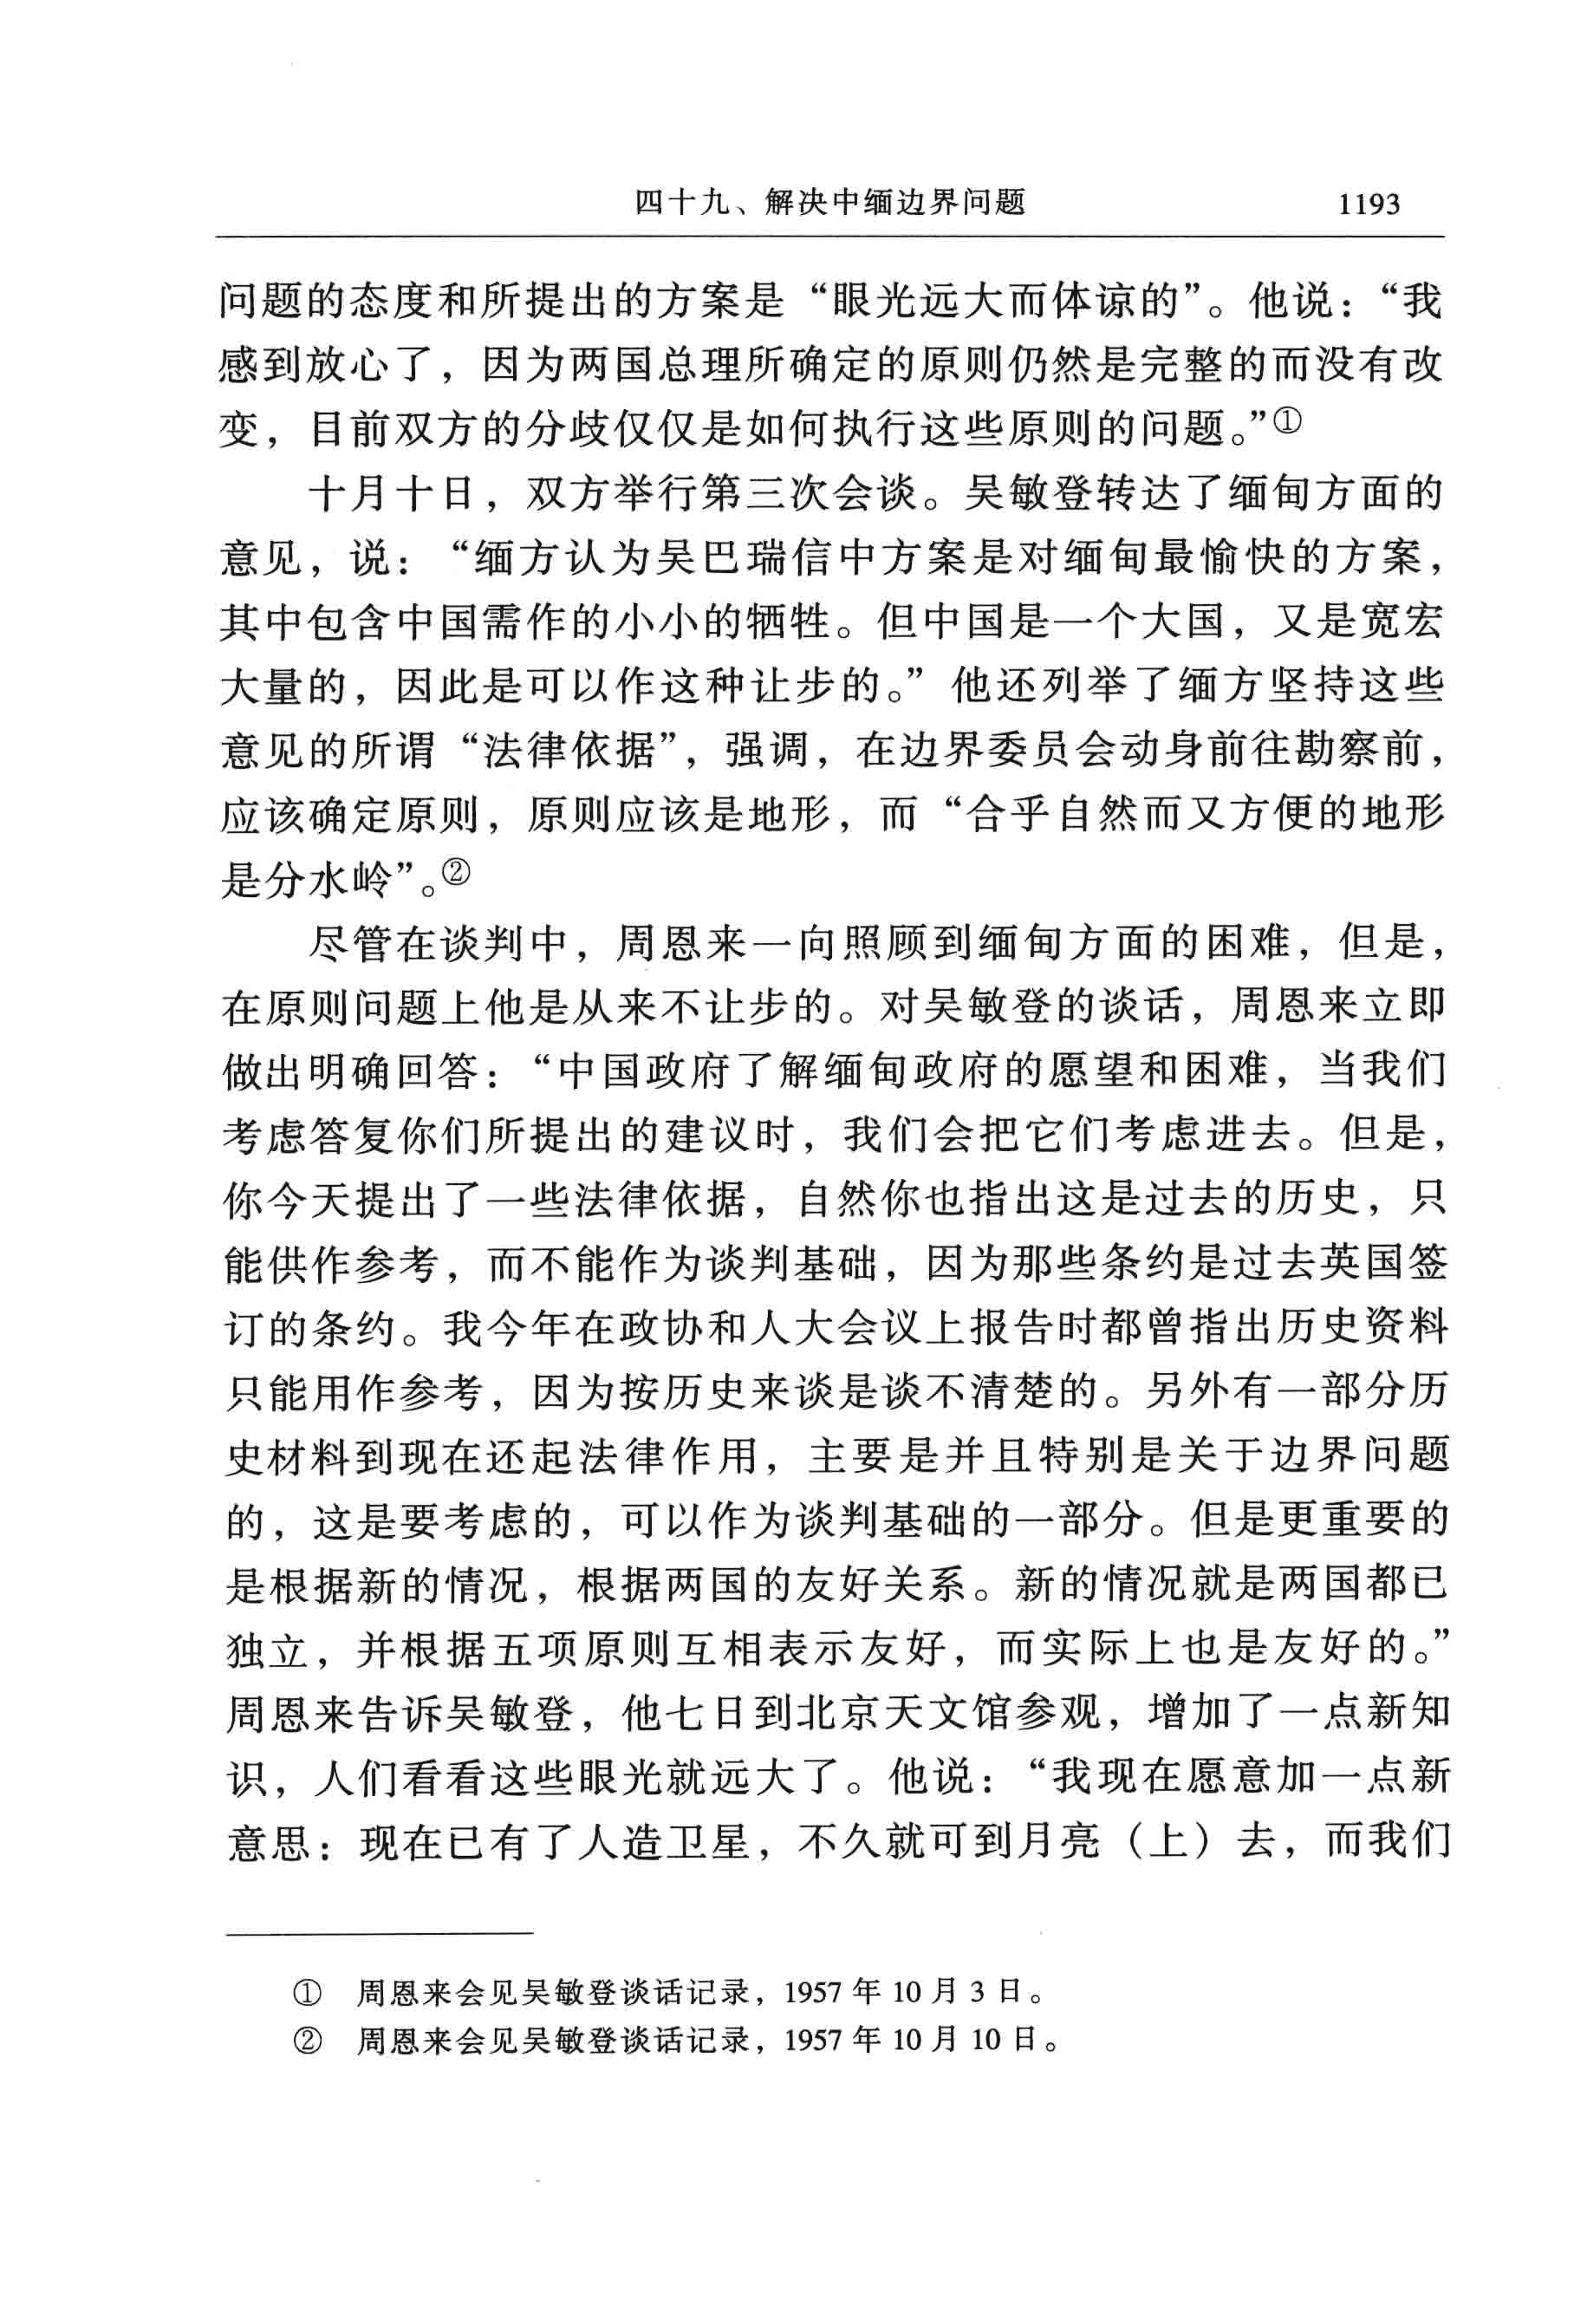 四十九、解决中缅边界问题 1193
问题的态度和所提出的方案是“眼光远大而体谅的”。他说：“我
感到放心了，因为两国总理所确定的原则仍然是完整的而没有改
变，目前双方的分歧仅仅是如何执行这些原则的问题。”①
十月十日，双方举行第三次会谈。吴敏登转达了缅甸方面的
意见，说：“缅方认为吴巴瑞信中方案是对缅甸最愉快的方案，
其中包含中国需作的小小的牺牲。但中国是一个大国，又是宽宏
大量的，因此是可以作这种让步的。”他还列举了缅方坚持这些
意见的所谓“法律依据”，强调，在边界委员会动身前往勘察前，
应该确定原则，原则应该是地形，而“合乎自然而又方便的地形
是分水岭”。②
尽管在谈判中，周恩来一向照顾到缅甸方面的困难，但是，
在原则问题上他是从来不让步的。对吴敏登的谈话，周恩来立即
做出明确回答：“中国政府了解缅甸政府的愿望和困难，当我们
考虑答复你们所提出的建议时，我们会把它们考虑进去。但是，
你今天提出了一些法律依据，自然你也指出这是过去的历史，只
能供作参考，而不能作为谈判基础，因为那些条约是过去英国签
订的条约。我今年在政协和人大会议上报告时都曾指出历史资料
只能用作参考，因为按历史来谈是谈不清楚的。另外有一部分历
史材料到现在还起法律作用，主要是并且特别是关于边界问题
的，这是要考虑的，可以作为谈判基础的一部分。但是更重要的
是根据新的情况，根据两国的友好关系。新的情况就是两国都已
独立，并根据五项原则互相表示友好，而实际上也是友好的。”
周恩来告诉吴敏登，他七日到北京天文馆参观，增加了一点新知
识，人们看看这些眼光就远大了。他说：“我现在愿意加一点新
意思：现在已有了人造卫星，不久就可到月亮（上）去，而我们
① 周恩来会见吴敏登谈话记录，1957 年 10 月 3 日。
② 周恩来会见吴敏登谈话记录，1957 年 10 月 10 日。